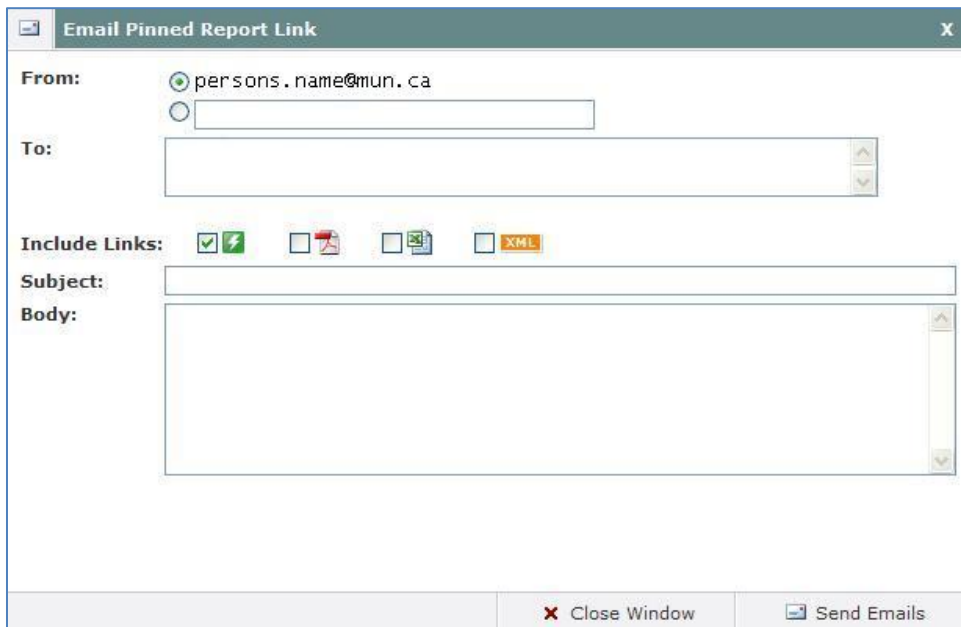 Email Pinned Report Link X
From: persons.name@mun.ca
To:
Include Links: XML
Subject:
Body:
Close Window Send Emails